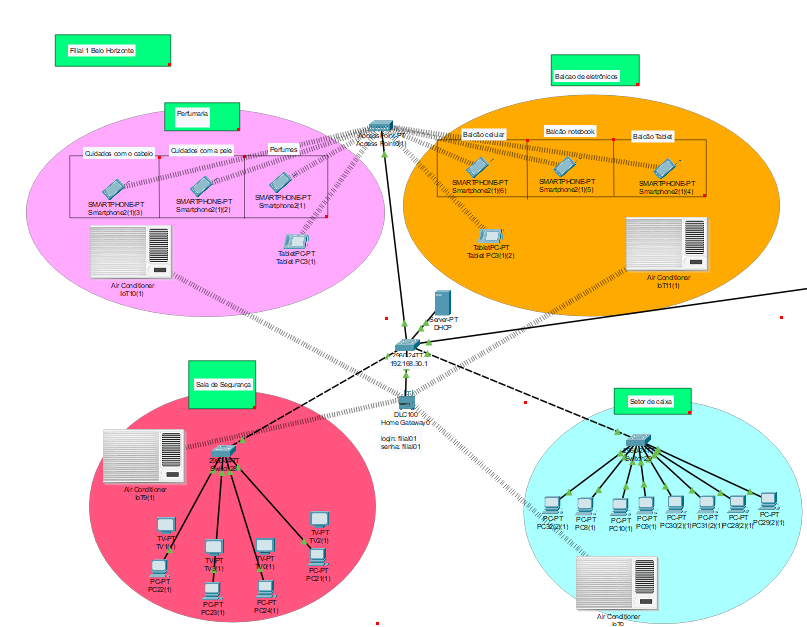 Filial 1 Belo Horizonte
Balcao de eletrônicos
Perfumaria
Cuidados com o cabelo
Cuidados com a pele
Perfumes
Access Point-PT
Access Point0(1)
Balcão celular
Balcão notebook
Balcão Tablet
SMARTPHONE-PT
Smartphone2(1)(3)
SMARTPHONE-PT
Smartphone2(1)(2)
SMARTPHONE-PT
Smartphone2(1)
SMARTPHONE-PT
Smartphone2(1)(6)
SMARTPHONE-PT
Smartphone2(1)(5)
SMARTPHONE-PT
Smartphone2(1)(4)
TabletPC-PT
Tablet PC3(1)
TabletPC-PT
Tablet PC3(1)(2)
Air Conditioner
IoT10(1)
Air Conditioner
IoT11(1)
Server-PT
DHCP
2960-24TT
192.168.30.1
DLC100
Home Gateway0
login: filial01
senha: filial01
Sala de Segurança
Setor de caixa
Air Conditioner
IoT9(1)
TV-PT
TV1(1)
TV-PT
TV3(1)
TV-PT
TV0(1)
TV-PT
TV2(1)
PC-PT
PC22(1)
PC-PT
PC23(1)
PC-PT
PC24(1)
PC-PT
PC21(1)
PC-PT
PC32(2)(1)
PC-PT
PC8(1)
PC-PT
PC10(1)
PC-PT
PC9(1)
PC-PT
PC30(2)(1)
PC-PT
PC31(2)(1)
PC-PT
PC28(2)(1)
PC-PT
PC29(2)(1)
Air Conditioner